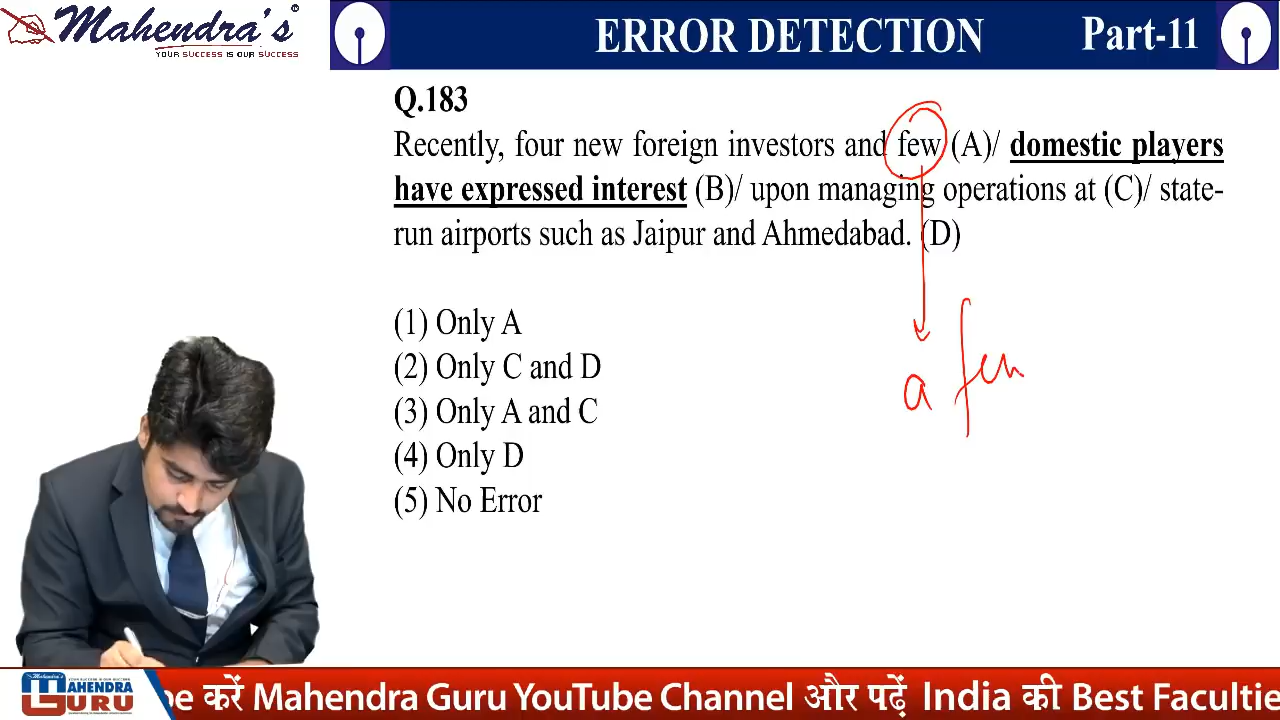 Mahendra's
YOUR SUCCESS IS OUR SUCCESS
ERROR DETECTION
Part-11
Q.183
Recently, four new foreign investors and few (A)/ domestic players
have expressed interest (B)/ upon managing operations at (C)/ state-
run airports such as Jaipur and Ahmedabad. (D)
a few
(1) Only A
(2) Only C and D
(3) Only A and C
(4) Only D
(5) No Error
Mahendra's
MAHENDRA
GURU
be करें Mahendra Guru YouTube Channel और पढ़ें India की Best Facultie